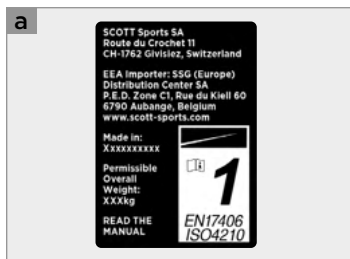 a
SCOTT Sports SA
Route du Crochet 11
CH-1762 Givisiez, Switzerland
EEA Importer: SSG (Europe)
Distribution Center SA
P.E.D. Zone C1, Rue du Kiell 60
6790 Aubange, Belgium
www.scott-sports.com
Made in:
Xxxxxxxxxx
Permissible
Overall
Weight:
XXXkg
READ THE
MANUAL
1
EN17406
ISO4210